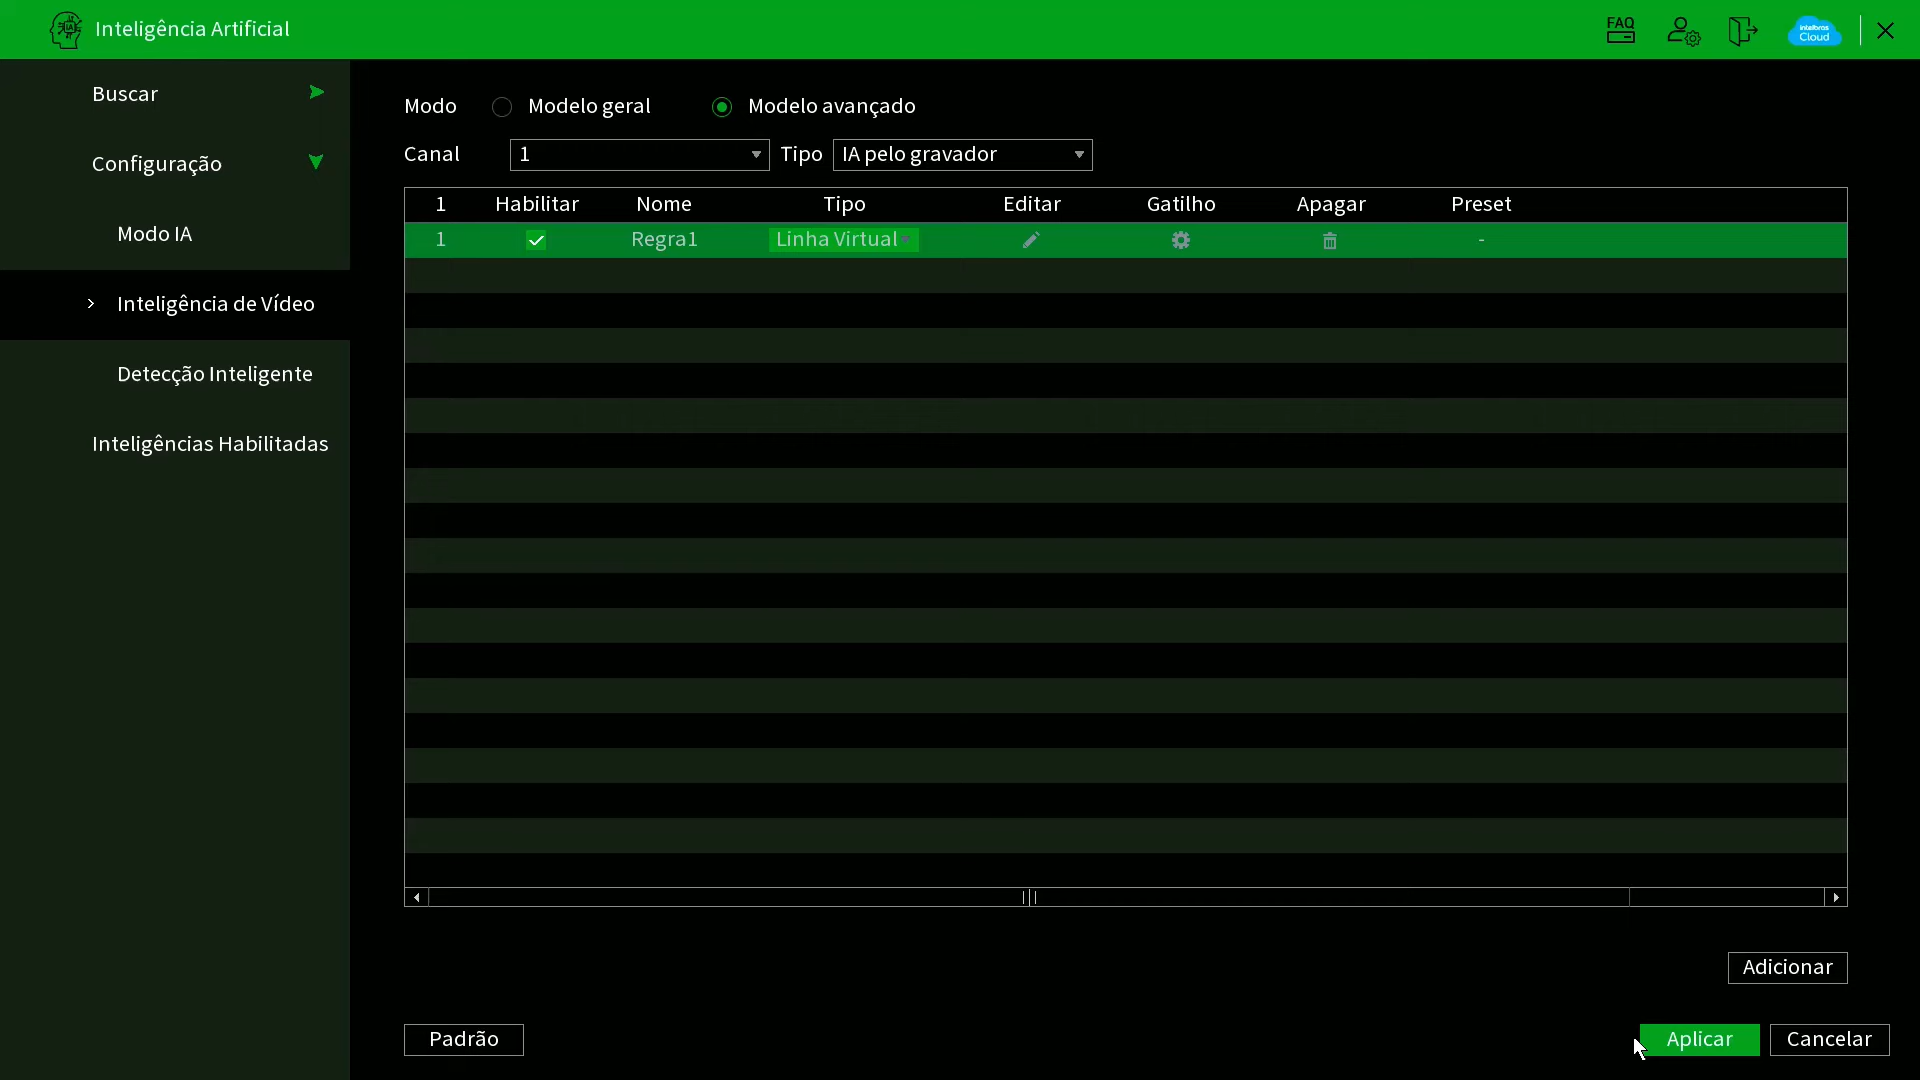 Inteligência Artificial
FAQ
intelbras
Cloud
Buscar
Configuração
Modo IA
Inteligência de Vídeo
Detecção Inteligente
Inteligências Habilitadas
Modo Modelo geral Modelo avançado
Canal 1 Tipo IA pelo gravador
1 Habilitar Nome Tipo Editar Gatilho Apagar Preset
1 Regra1 Linha Virtual -
Adicionar
Padrão Aplicar Cancelar